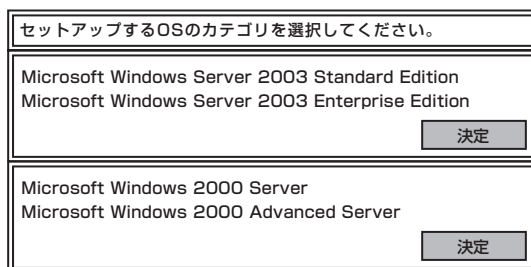 セットアップするOSのカテゴリを選択してください。
Microsoft Windows Server 2003 Standard Edition
Microsoft Windows Server 2003 Enterprise Edition
決定
Microsoft Windows 2000 Server
Microsoft Windows 2000 Advanced Server
決定